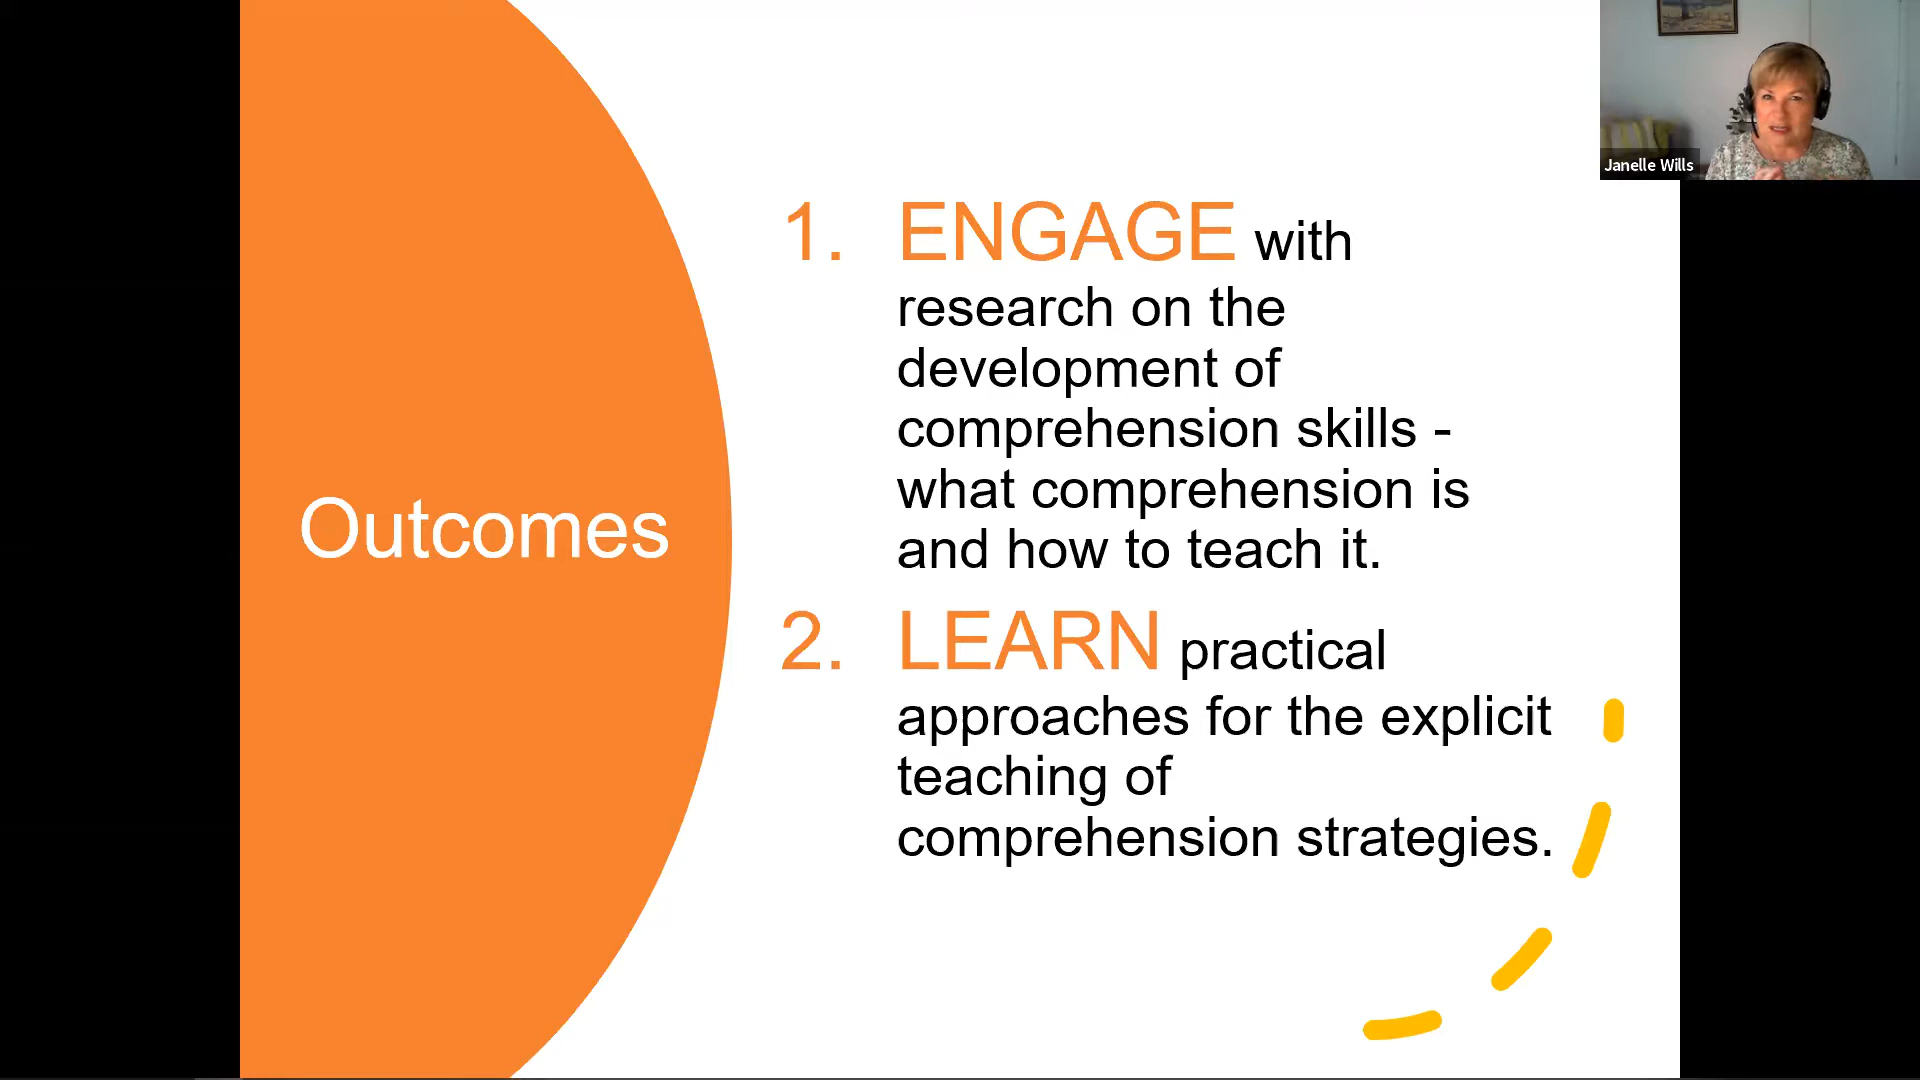 Janelle Wills
Outcomes
1. ENGAGE with
research on the
development of
comprehension skills -
what comprehension is
and how to teach it.
2. LEARN practical
approaches for the explicit
teaching of
comprehension strategies.